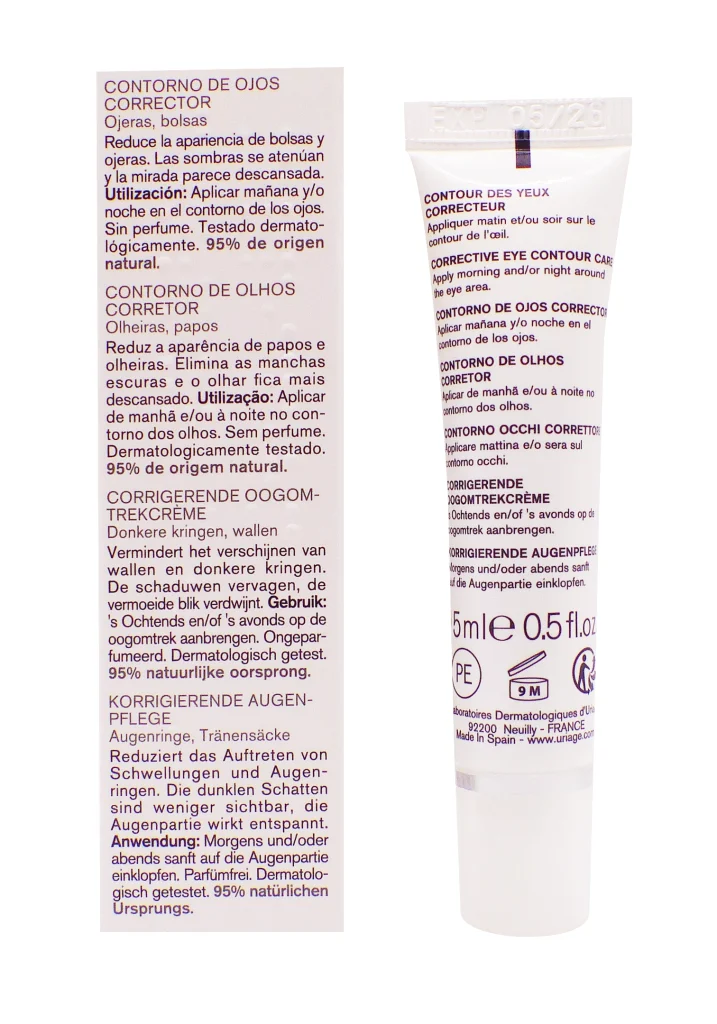 CONTORNO DE OJOS
CORRECTOR
Ojeras, bolsas
Reduce la apariencia de bolsas y
ojeras. Las sombras se atenúan
y la mirada parece descansada.
Utilización: Aplicar mañana y/o
noche en el contorno de los ojos.
Sin perfume. Testado dermato-
lógicamente. 95% de origen
natural.
CONTORNO DE OLHOS
CORRETOR
Olheiras, papos
Reduz a aparência de papos e
olheiras. Elimina as manchas
escuras e o olhar fica mais
descansado. Utilização: Aplicar
de manhã e/ou à noite no con-
torno dos olhos. Sem perfume.
Dermatologicamente testado.
95% de origem natural.
CORRIGERENDE OOGOM-
TREKCRÈME
Donkere kringen, wallen
Vermindert het verschijnen van
wallen en donkere kringen.
De schaduwen vervagen, de
vermoeide blik verdwijnt. Gebruik:
's Ochtends en/of 's avonds op de
oogomtrek aanbrengen. Ongepar-
fumeerd. Dermatologisch getest.
95% natuurlijke oorsprong.
KORRIGIERENDE AUGEN-
PFLEGE
Augenringe, Tränensäcke
Reduziert das Auftreten von
Schwellungen und Augen-
ringen. Die dunklen Schatten
sind weniger sichtbar, die
Augenpartie wirkt entspannt.
Anwendung: Morgens und/oder
abends sanft auf die Augenpartie
einklopfen. Parfümfrei. Dermatolo-
gisch getestet. 95% natürlichen
Ursprungs.
EXP 05/26
CONTOUR DES YEUX
CORRECTEUR
Appliquer matin et/ou soir sur le
contour de l'œil.
CORRECTIVE EYE CONTOUR CARE
Apply morning and/or night around
the eye area.
CONTORNO DE OJOS CORRECTOR
Aplicar mañana y/o noche en el
contorno de los ojos.
CONTORNO DE OLHOS
CORRETOR
Aplicar de manhã e/ou à noite no
contorno dos olhos.
CONTORNO OCCHI CORRETTORE
Applicare mattina e/o sera sul
contorno occhi.
CORRIGERENDE
OOGOMTREKCRÈME
's Ochtends en/of 's avonds op de
oogomtrek aanbrengen.
KORRIGIERENDE AUGENPFLEGE
Morgens und/oder abends sanft
auf die Augenpartie einklopfen.
5ml e 0.5 fl.oz
PE
9 M
Laboratoires Dermatologiques d'Uriage
92200 Neuilly - FRANCE
Made In Spain - www.uriage.com